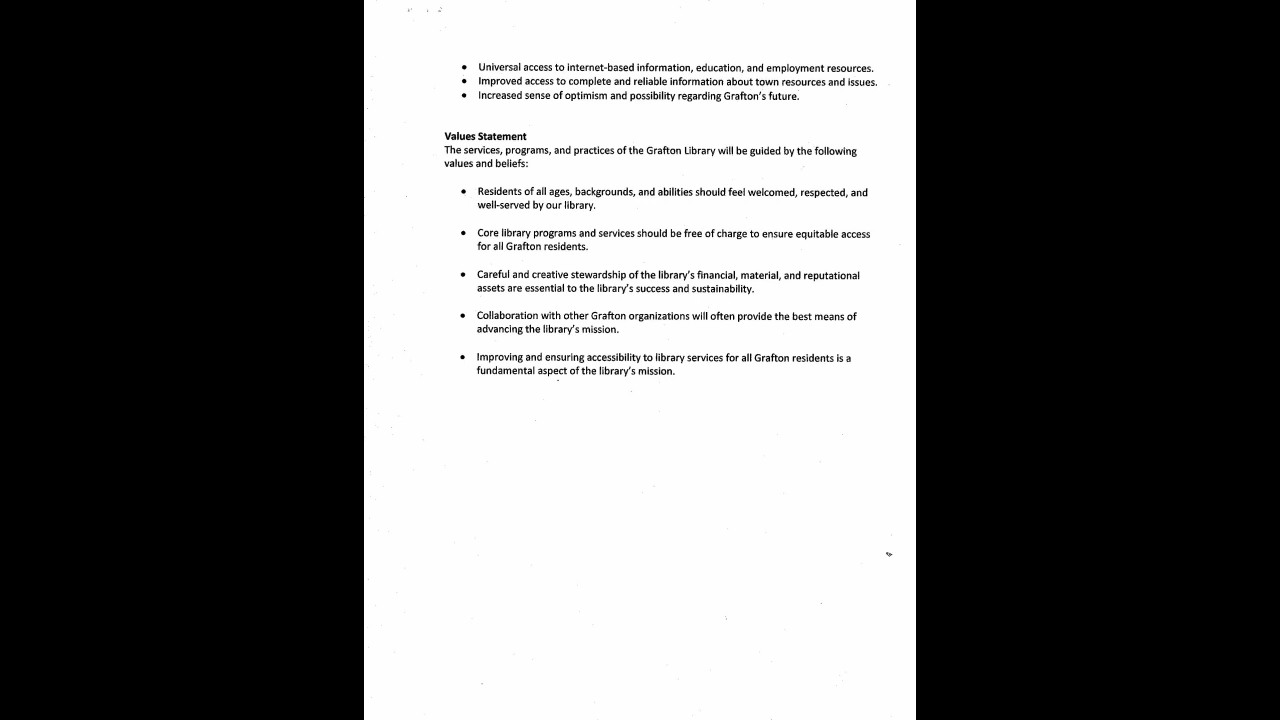 • Universal access to internet-based information, education, and employment resources.
• Improved access to complete and reliable information about town resources and issues.
• Increased sense of optimism and possibility regarding Grafton's future.
Values Statement
The services, programs, and practices of the Grafton Library will be guided by the following
values and beliefs:
• Residents of all ages, backgrounds, and abilities should feel welcomed, respected, and
well-served by our library.
• Core library programs and services should be free of charge to ensure equitable access
for all Grafton residents.
• Careful and creative stewardship of the library's financial, material, and reputational
assets are essential to the library's success and sustainability.
• Collaboration with other Grafton organizations will often provide the best means of
advancing the library's mission.
• Improving and ensuring accessibility to library services for all Grafton residents is a
fundamental aspect of the library's mission.